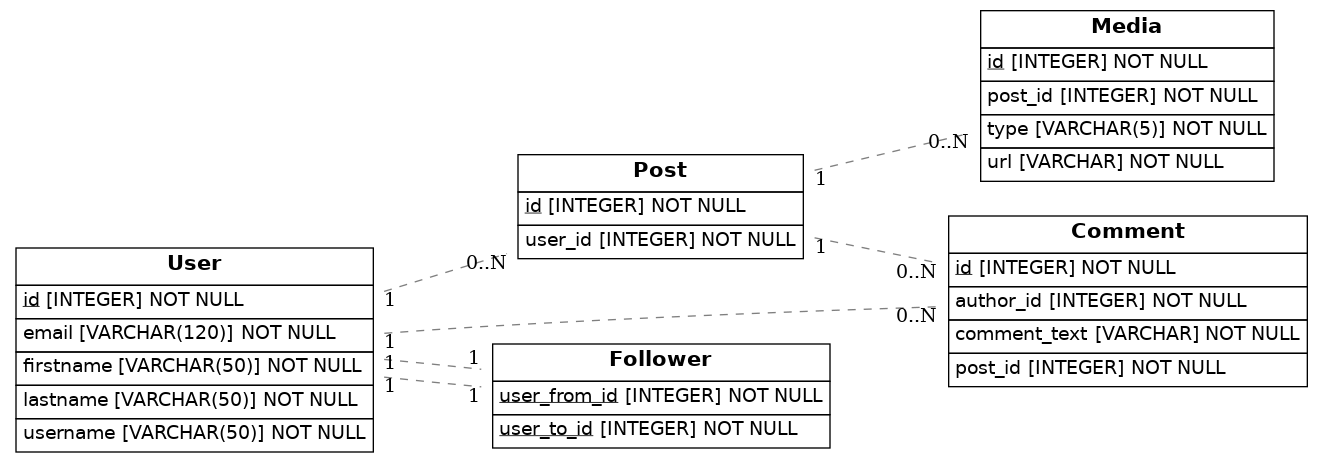 Media
id [INTEGER] NOT NULL
post_id [INTEGER] NOT NULL
type [VARCHAR(5)] NOT NULL
url [VARCHAR] NOT NULL
0..N
1
Post
id [INTEGER] NOT NULL
user_id [INTEGER] NOT NULL
1
0..N
Comment
id [INTEGER] NOT NULL
author_id [INTEGER] NOT NULL
comment_text [VARCHAR] NOT NULL
post_id [INTEGER] NOT NULL
User
id [INTEGER] NOT NULL
email [VARCHAR(120)] NOT NULL
firstname [VARCHAR(50)] NOT NULL
lastname [VARCHAR(50)] NOT NULL
username [VARCHAR(50)] NOT NULL
0..N
1
0..N
1
1
1
1
1
Follower
user_from_id [INTEGER] NOT NULL
user_to_id [INTEGER] NOT NULL